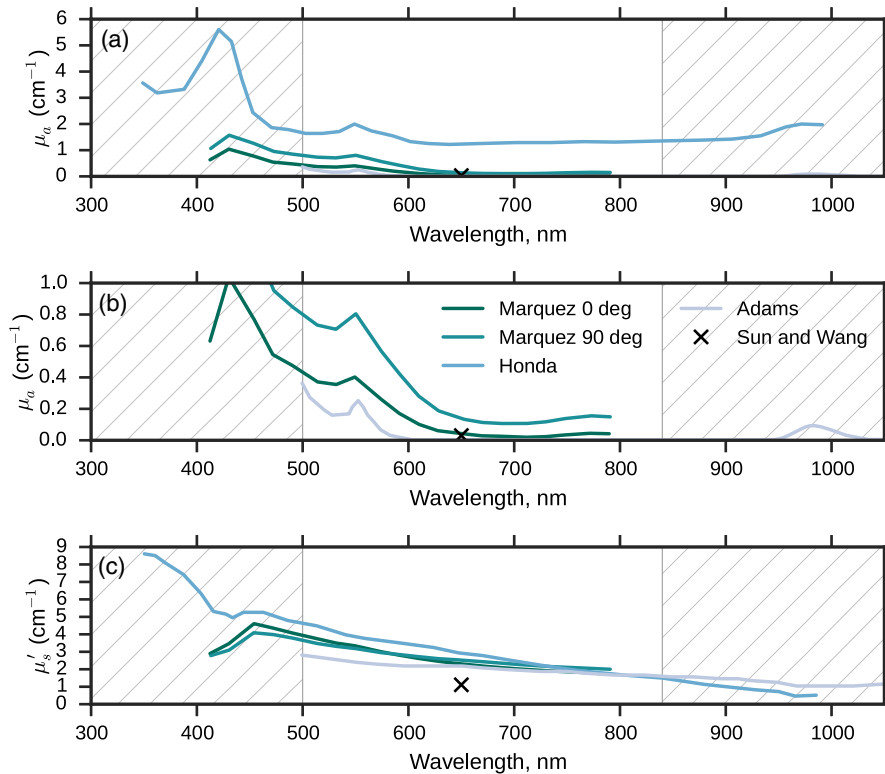 (a)
6
5
4
3
2
1
0
μa (cm−1)
300 400 500 600 700 800 900 1000
Wavelength, nm
(b)
1.0
0.8
0.6
0.4
0.2
0.0
μa (cm−1)
Marquez 0 deg
Marquez 90 deg
Honda
Adams
Sun and Wang
300 400 500 600 700 800 900 1000
Wavelength, nm
(c)
9
8
7
6
5
4
3
2
1
0
μs′ (cm−1)
300 400 500 600 700 800 900 1000
Wavelength, nm